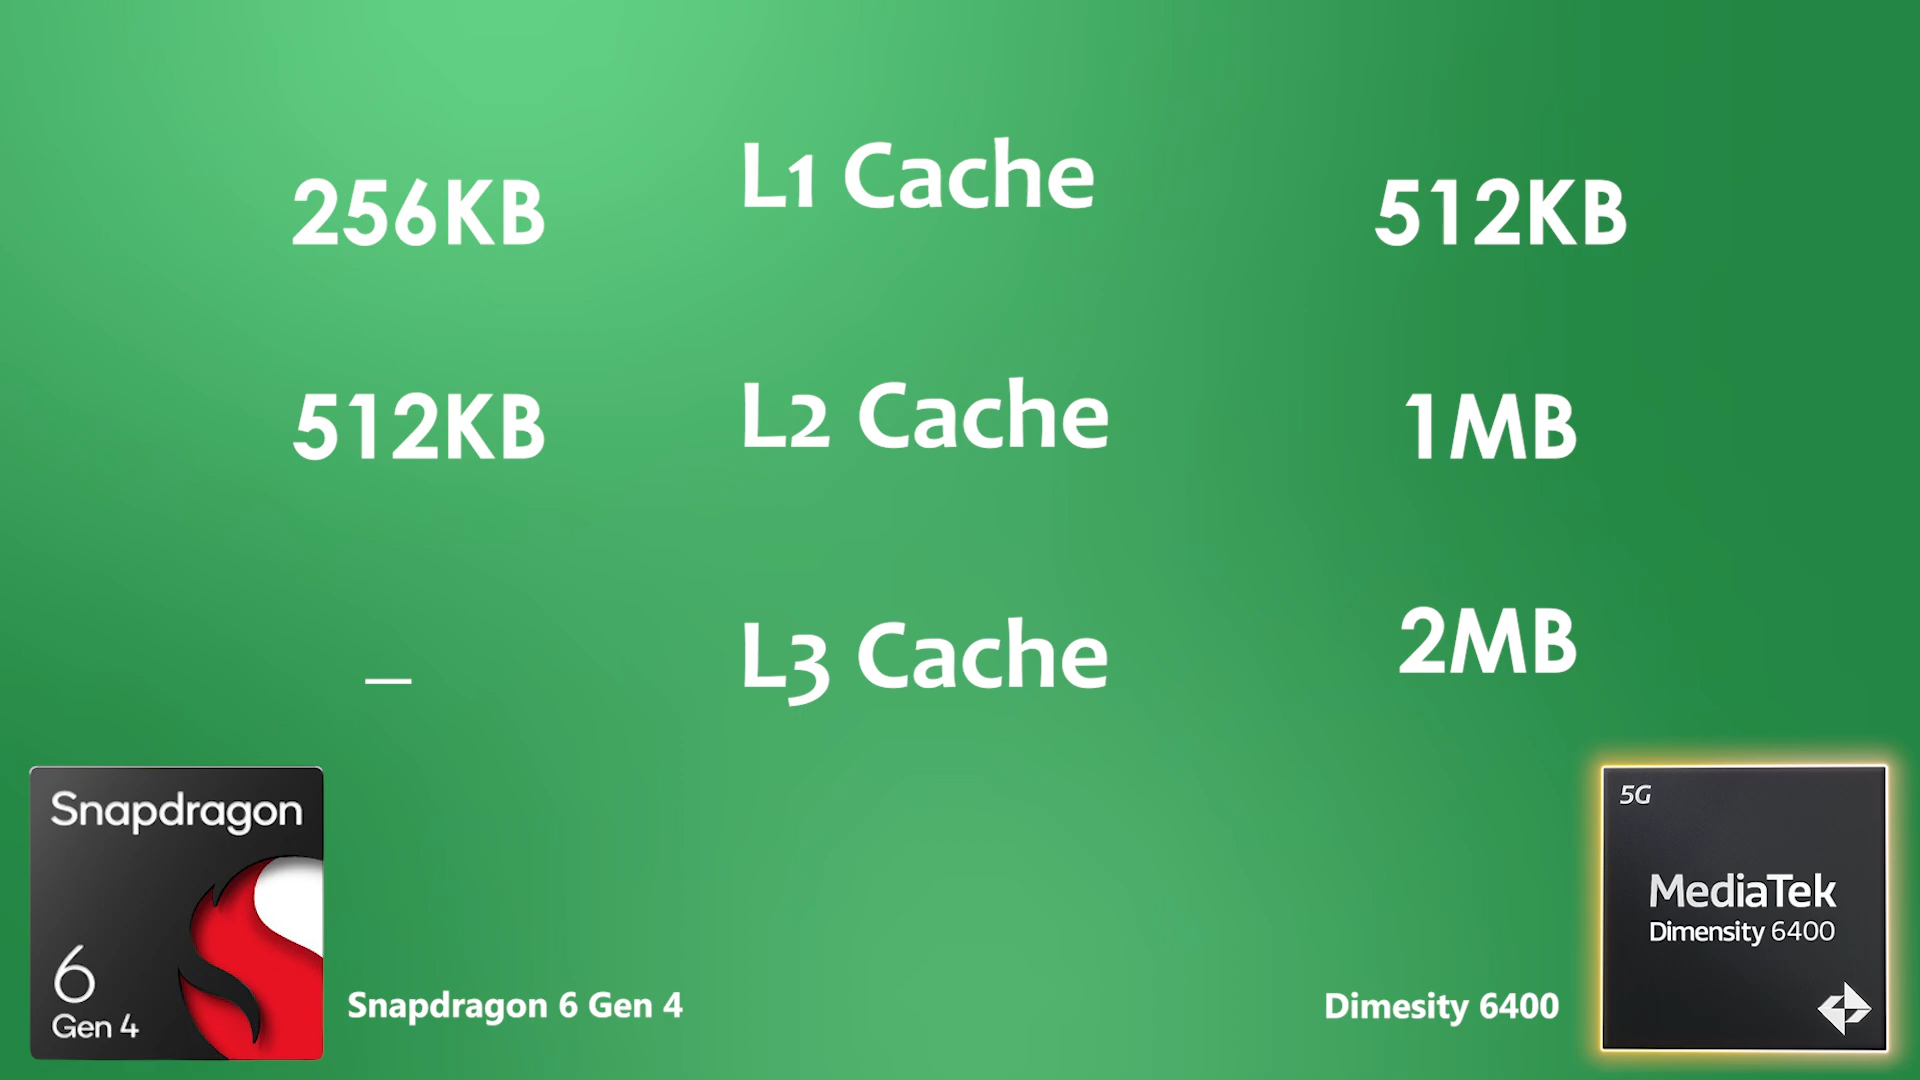 256KB L1 Cache 512KB
512KB L2 Cache 1MB
_ L3 Cache 2MB
Snapdragon
6
Gen 4
Snapdragon 6 Gen 4
Dimesity 6400
5G
MediaTek
Dimensity 6400